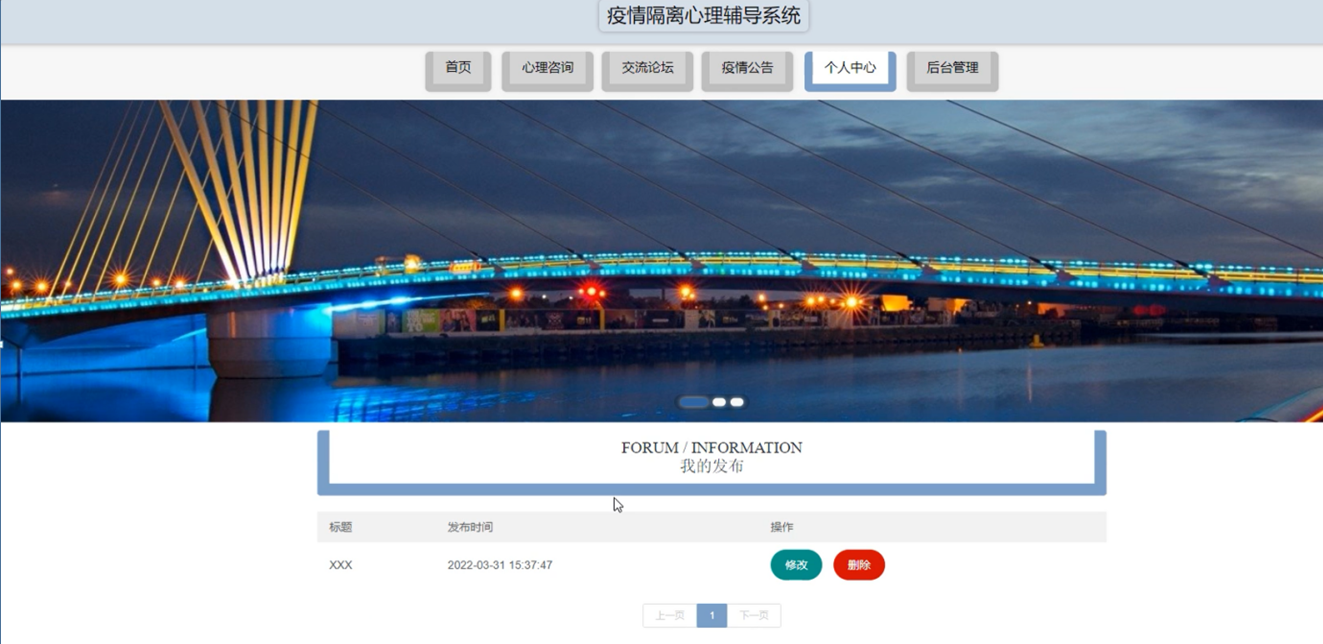 疫情隔离心理辅导系统
首页 心理咨询 交流论坛 疫情公告 个人中心 后台管理
FORUM / INFORMATION
我的发布
标题 发布时间 操作
XXX 2022-03-31 15:37:47 修改 删除
上一页 1 下一页